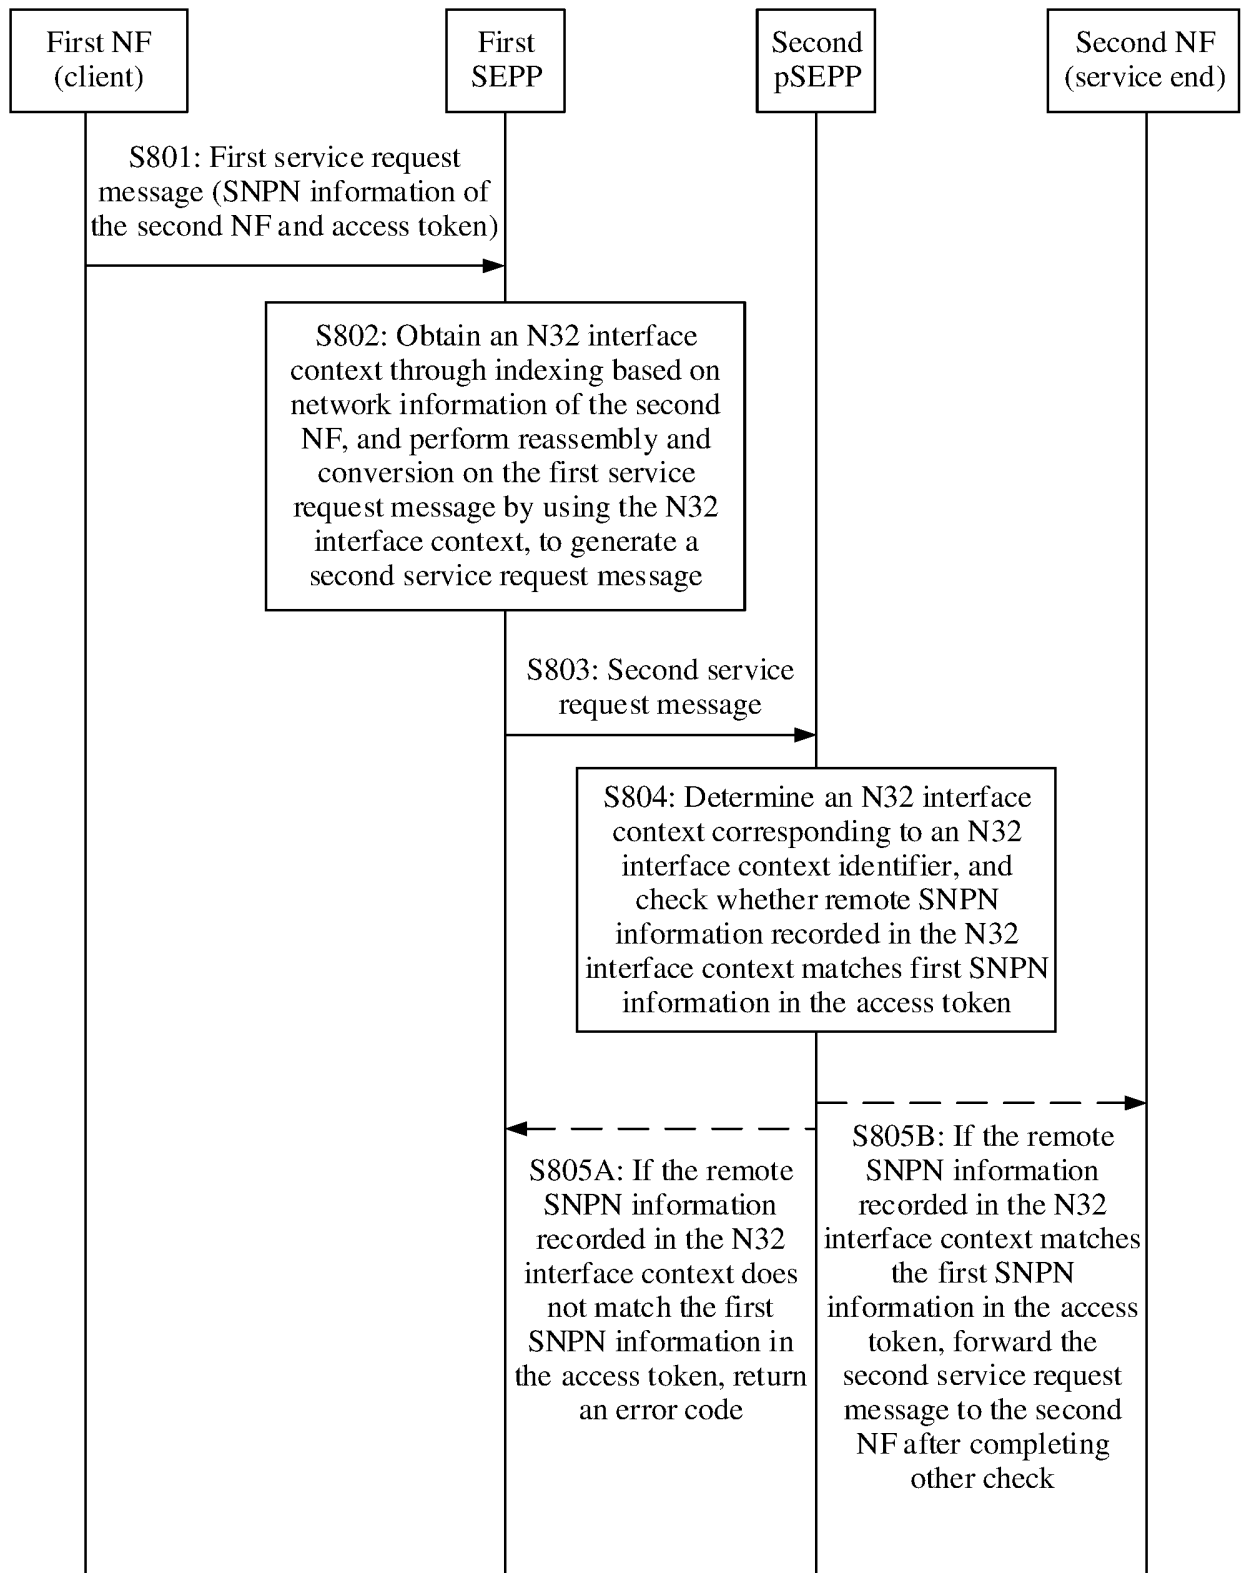 First NF
(client)
First
SEPP
Second
pSEPP
Second NF
(service end)
S801: First service request
message (SNPN information of
the second NF and access token)
S802: Obtain an N32 interface
context through indexing based on
network information of the second
NF, and perform reassembly and
conversion on the first service
request message by using the N32
interface context, to generate a
second service request message
S803: Second service
request message
S804: Determine an N32 interface
context corresponding to an N32
interface context identifier, and
check whether remote SNPN
information recorded in the N32
interface context matches first SNPN
information in the access token
S805A: If the remote
SNPN information
recorded in the N32
interface context does
not match the first
SNPN information in
the access token, return
an error code
S805B: If the remote
SNPN information
recorded in the N32
interface context matches
the first SNPN
information in the access
token, forward the
second service request
message to the second
NF after completing
other check